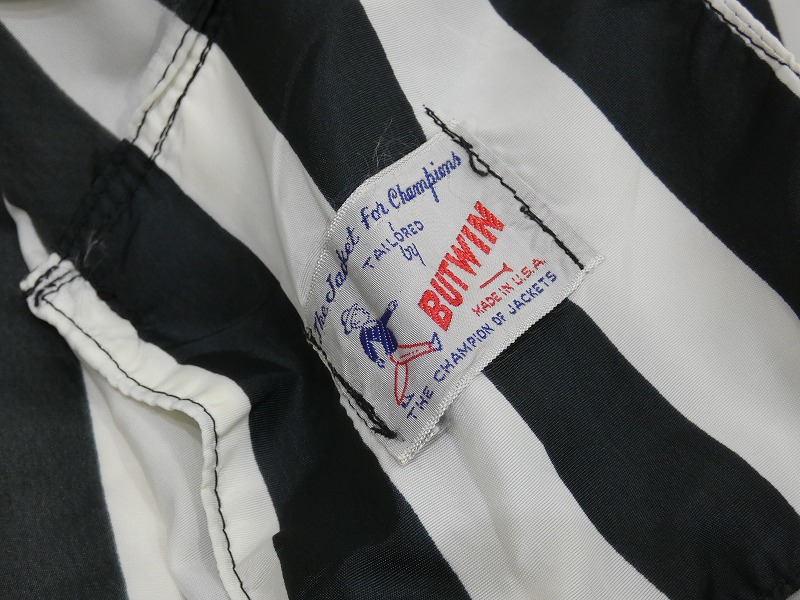 The Jacket For Champions
TAILORED
by
BUTWIN
MADE IN U.S.A.
THE CHAMPION OF JACKETS